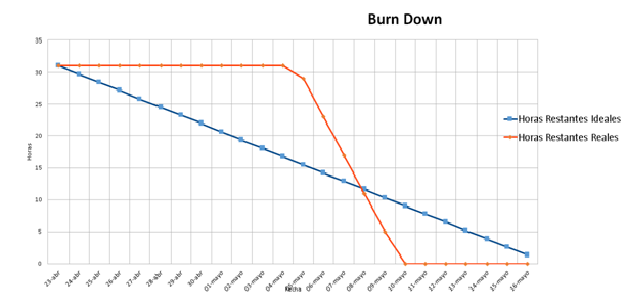 Burn Down
35
30
25
20
15
10
5
0
Horas
23-abr
24-abr
25-abr
26-abr
27-abr
28-abr
29-abr
30-abr
01-mayo
02-mayo
03-mayo
04-mayo
05-mayo
06-mayo
07-mayo
08-mayo
09-mayo
10-mayo
11-mayo
12-mayo
13-mayo
14-mayo
15-mayo
16-mayo
Fecha
Horas Restantes Ideales
Horas Restantes Reales